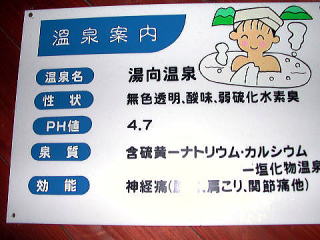 温泉案内
温泉名 湯向温泉
性状 無色透明、酸味、弱硫化水素臭
PH値 4.7
泉質 含硫黄ーナトリウム・カルシウム
ー塩化物温泉
効能 神経痛( 、肩こり、関節痛他)